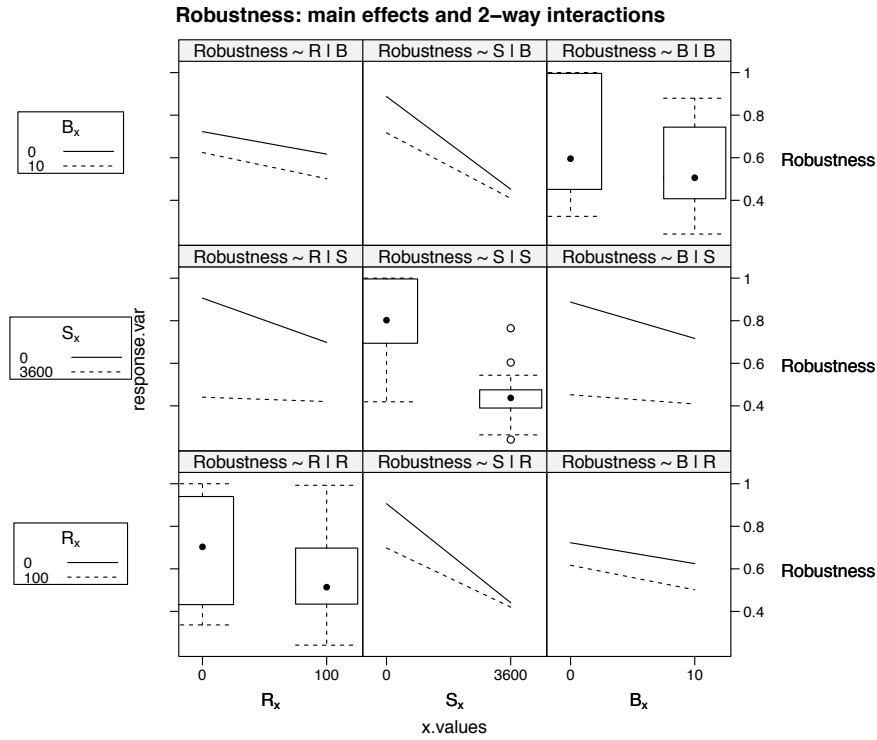 Robustness: main effects and 2−way interactions
Robustness ~ R | B
Robustness ~ S | B
Robustness ~ B | B
Bx
0
10
1
0.8
0.6
0.4
Robustness
Robustness ~ R | S
Robustness ~ S | S
Robustness ~ B | S
Sx
0
3600
response.var
1
0.8
0.6
0.4
Robustness
Robustness ~ R | R
Robustness ~ S | R
Robustness ~ B | R
Rx
0
100
1
0.8
0.6
0.4
Robustness
0 100 0 3600 0 10
Rx Sx Bx
x.values